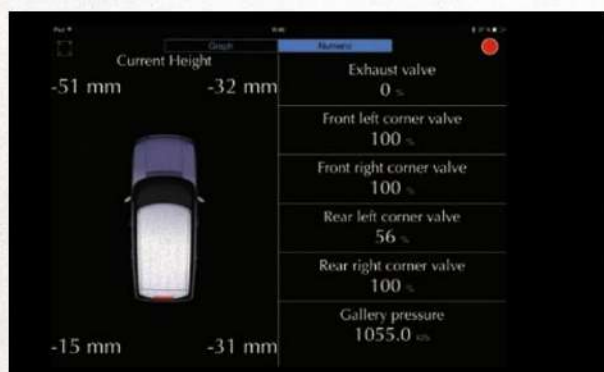 iPad
Graph
Numeric
Current Height
-51 mm
-32 mm
-15 mm
-31 mm
Exhaust valve
0 %
Front left corner valve
100 %
Front right corner valve
100 %
Rear left corner valve
56 %
Rear right corner valve
100 %
Gallery pressure
1055.0 kPa